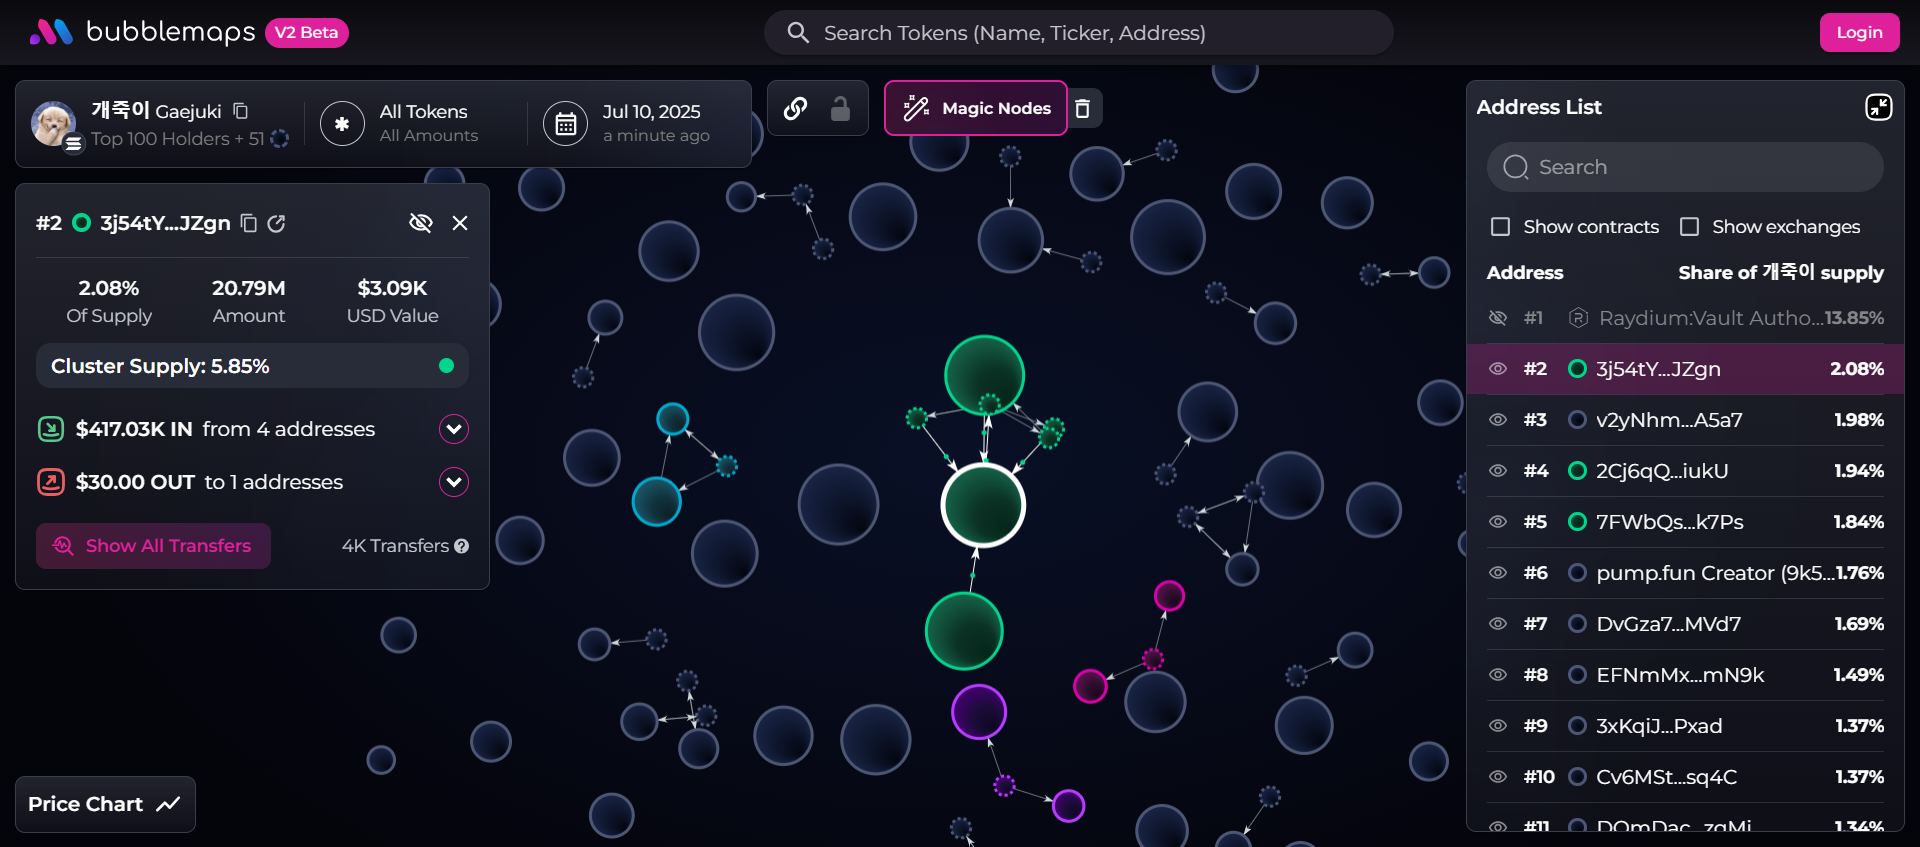 bubblemaps V2 Beta
Search Tokens (Name, Ticker, Address)
Login
개죽이 Gaejuki
Top 100 Holders + 51
All Tokens
All Amounts
Jul 10, 2025
a minute ago
Magic Nodes
#2 3j54tY...JZgn
2.08% 20.79M $3.09K
Of Supply Amount USD Value
Cluster Supply: 5.85%
$417.03K IN from 4 addresses
$30.00 OUT to 1 addresses
Show All Transfers 4K Transfers
Price Chart
Address List
Search
Show contracts Show exchanges
Address Share of 개죽이 supply
#1 Raydium:Vault Autho...13.85%
#2 3j54tY...JZgn 2.08%
#3 v2yNhm...A5a7 1.98%
#4 2Cj6qQ...iukU 1.94%
#5 7FWbQs...k7Ps 1.84%
#6 pump.fun Creator (9k5...1.76%
#7 DvGza7...MVd7 1.69%
#8 EFNmMx...mN9k 1.49%
#9 3xKqiJ...Pxad 1.37%
#10 Cv6MSt...sq4C 1.37%
#11 1.34%